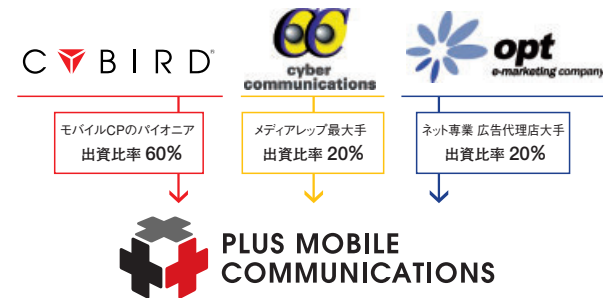 CYBIRD
cyber
communications
opt
e-marketing company
モバイルCPのパイオニア
出資比率 60%
メディアレップ最大手
出資比率 20%
ネット専業 広告代理店大手
出資比率 20%
PLUS MOBILE
COMMUNICATIONS